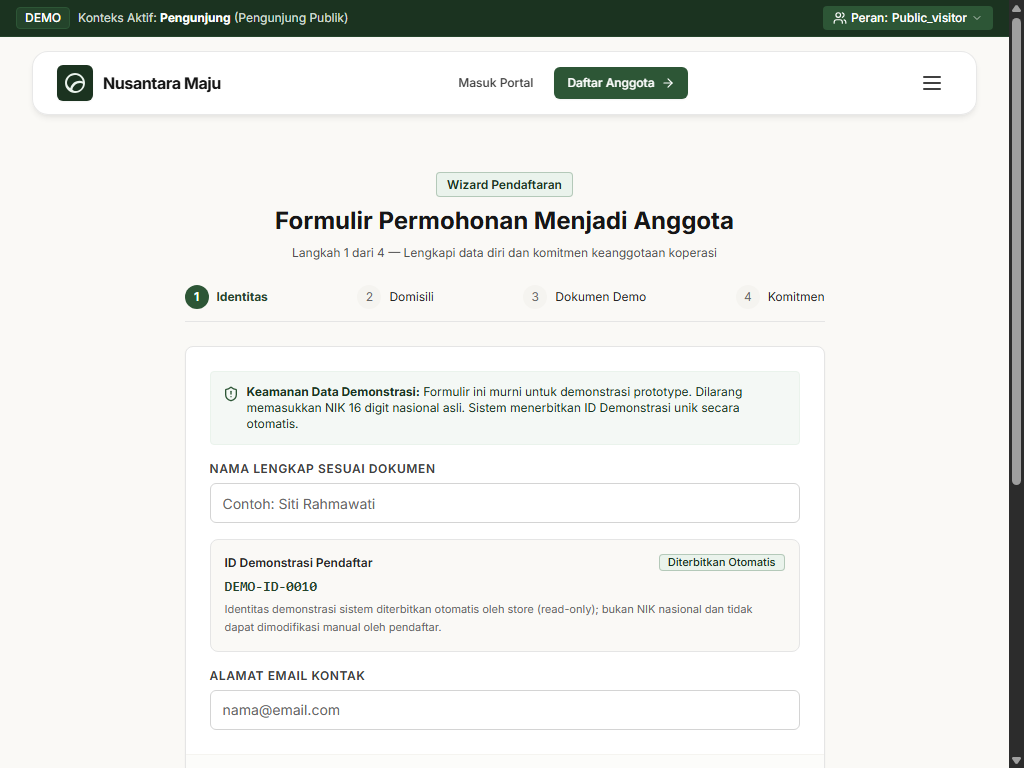 DEMO Konteks Aktif: Pengunjung (Pengunjung Publik) Peran: Public_visitor
Nusantara Maju Masuk Portal Daftar Anggota →
Wizard Pendaftaran
Formulir Permohonan Menjadi Anggota
Langkah 1 dari 4 — Lengkapi data diri dan komitmen keanggotaan koperasi
1 Identitas 2 Domisili 3 Dokumen Demo 4 Komitmen
Keamanan Data Demonstrasi: Formulir ini murni untuk demonstrasi prototype. Dilarang
memasukkan NIK 16 digit nasional asli. Sistem menerbitkan ID Demonstrasi unik secara
otomatis.
NAMA LENGKAP SESUAI DOKUMEN
Contoh: Siti Rahmawati
ID Demonstrasi Pendaftar Diterbitkan Otomatis
DEMO-ID-0010
Identitas demonstrasi sistem diterbitkan otomatis oleh store (read-only); bukan NIK nasional dan tidak
dapat dimodifikasi manual oleh pendaftar.
ALAMAT EMAIL KONTAK
nama@email.com